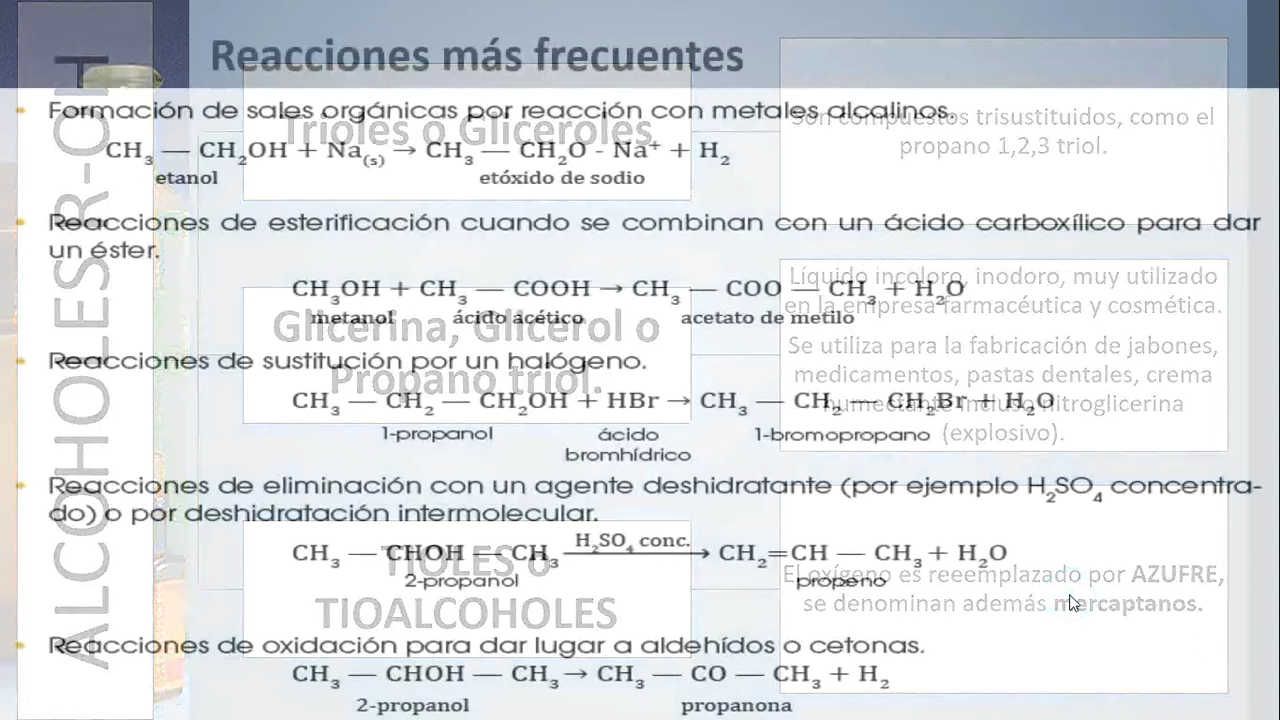 Reacciones más frecuentes
• Formación de sales orgánicas por reacción con metales alcalinos.
CH₃ — CH₂OH + Na₍ₛ₎ → CH₃ — CH₂O - Na⁺ + H₂
etanol etóxido de sodio
• Reacciones de esterificación cuando se combinan con un ácido carboxílico para dar
un éster.
CH₃OH + CH₃ — COOH → CH₃ — COO — CH₃ + H₂O
metanol ácido acético acetato de metilo
• Reacciones de sustitución por un halógeno.
CH₃ — CH₂ — CH₂OH + HBr → CH₃ — CH₂ — CH₂Br + H₂O
1-propanol ácido 1-bromopropano
bromhídrico
• Reacciones de eliminación con un agente deshidratante (por ejemplo H₂SO₄ concentra-
do) o por deshidratación intermolecular.
H₂SO₄ conc.
CH₃ — CHOH — CH₃ → CH₂=CH — CH₃ + H₂O
2-propanol propeno
• Reacciones de oxidación para dar lugar a aldehídos o cetonas.
CH₃ — CHOH — CH₃ → CH₃ — CO — CH₃ + H₂
2-propanol propanona
ALCOHOLES R-OH
Trioles o Gliceroles
Son compuestos trisustituidos, como el
propano 1,2,3 triol.
Glicerina, Glicerol o
Propano triol.
Líquido incoloro, inodoro, muy utilizado
en la empresa farmacéutica y cosmética.
Se utiliza para la fabricación de jabones,
medicamentos, pastas dentales, crema
humectante incluso nitroglicerina
(explosivo).
TIOLES o
TIOALCOHOLES
El oxígeno es reeemplazado por AZUFRE,
se denominan además mercaptanos.